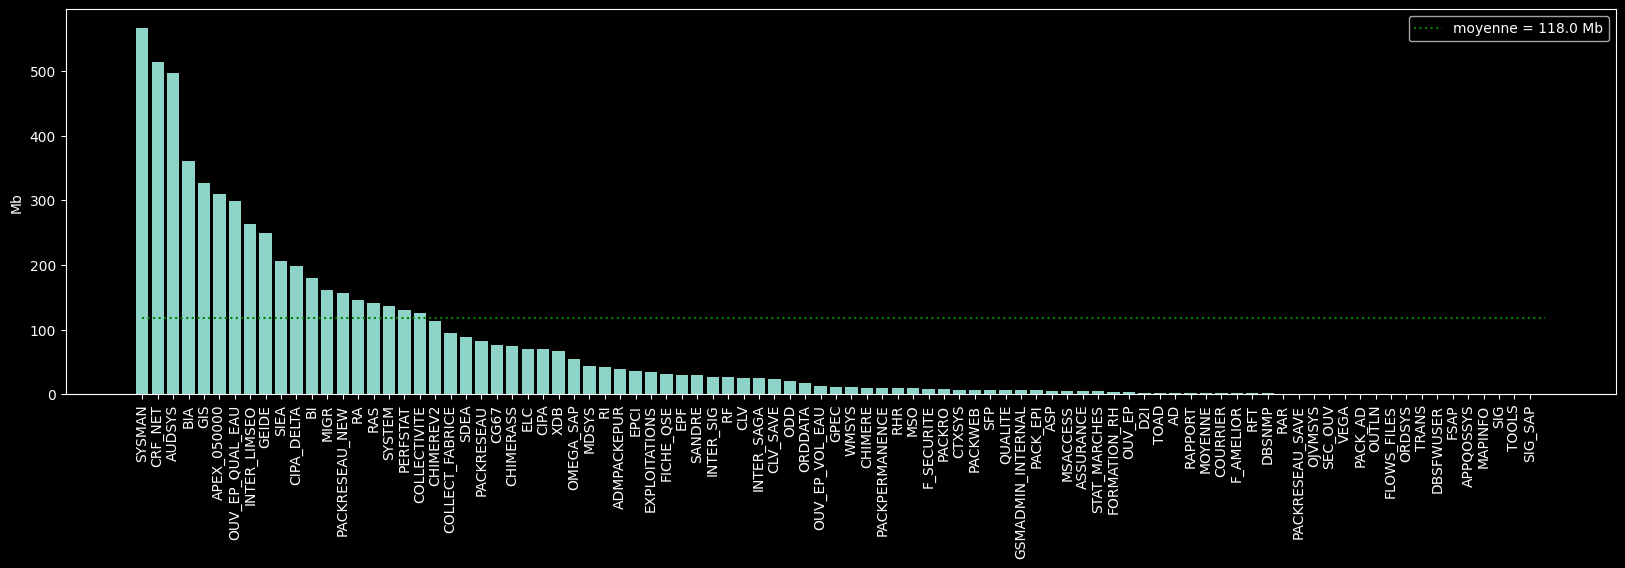 moyenne = 118.0 Mb
Mb
500
400
300
200
100
0
SYSMAN
CRIF_NET
AUDSYS
BIA
GIS
APEX_050000
OUV_EP_QUAL_EAU
INTER_LIMSEO
GEIDE
SIEA
CIPA_DELTA
BI
MIGR
PACKRESEAU_NEW
RA
RAS
SYSTEM
PERFSTAT
COLLECTIVITE
CHIMEREV2
COLLECT_FABRICE
SDEA
PACKRESEAU
CG67
CHIMERASS
ELC
CIPA
XDB
OMEGA_SAP
MDSYS
RI
ADMPACKEPUR
EPCI
EXPLOITATIONS
FICHE_QSE
EPF
SANDRE
INTER_SIG
RF
CLV
INTER_SAGA
CLV_SAVE
ODD
ORDDATA
OUV_EP_VOL_EAU
GPEC
WMSYS
CHIMERE
PACKPERMANENCE
RHR
MSO
F_SECURITE
PACKRO
CTXSYS
PACKWEB
SFP
QUALITE
GSMADMIN_INTERNAL
PACK_EPI
ASP
MSACCESS
ASSURANCE
STAT_MARCHES
FORMATION_RH
OUV_EP
D2I
TOAD
AD
RAPPORT
MOYENNE
COURRIER
F_AMELIOR
RFT
DBSNMP
RAR
PACKRESEAU_SAVE
OJVMSYS
SEC_OUV
VEGA
PACK_AD
OUTLN
FLOWS_FILES
ORDSYS
TRANS
DBSFWUSER
FSAP
APPQOSSYS
MAPINFO
SIG
TOOLS
SIG_SAP